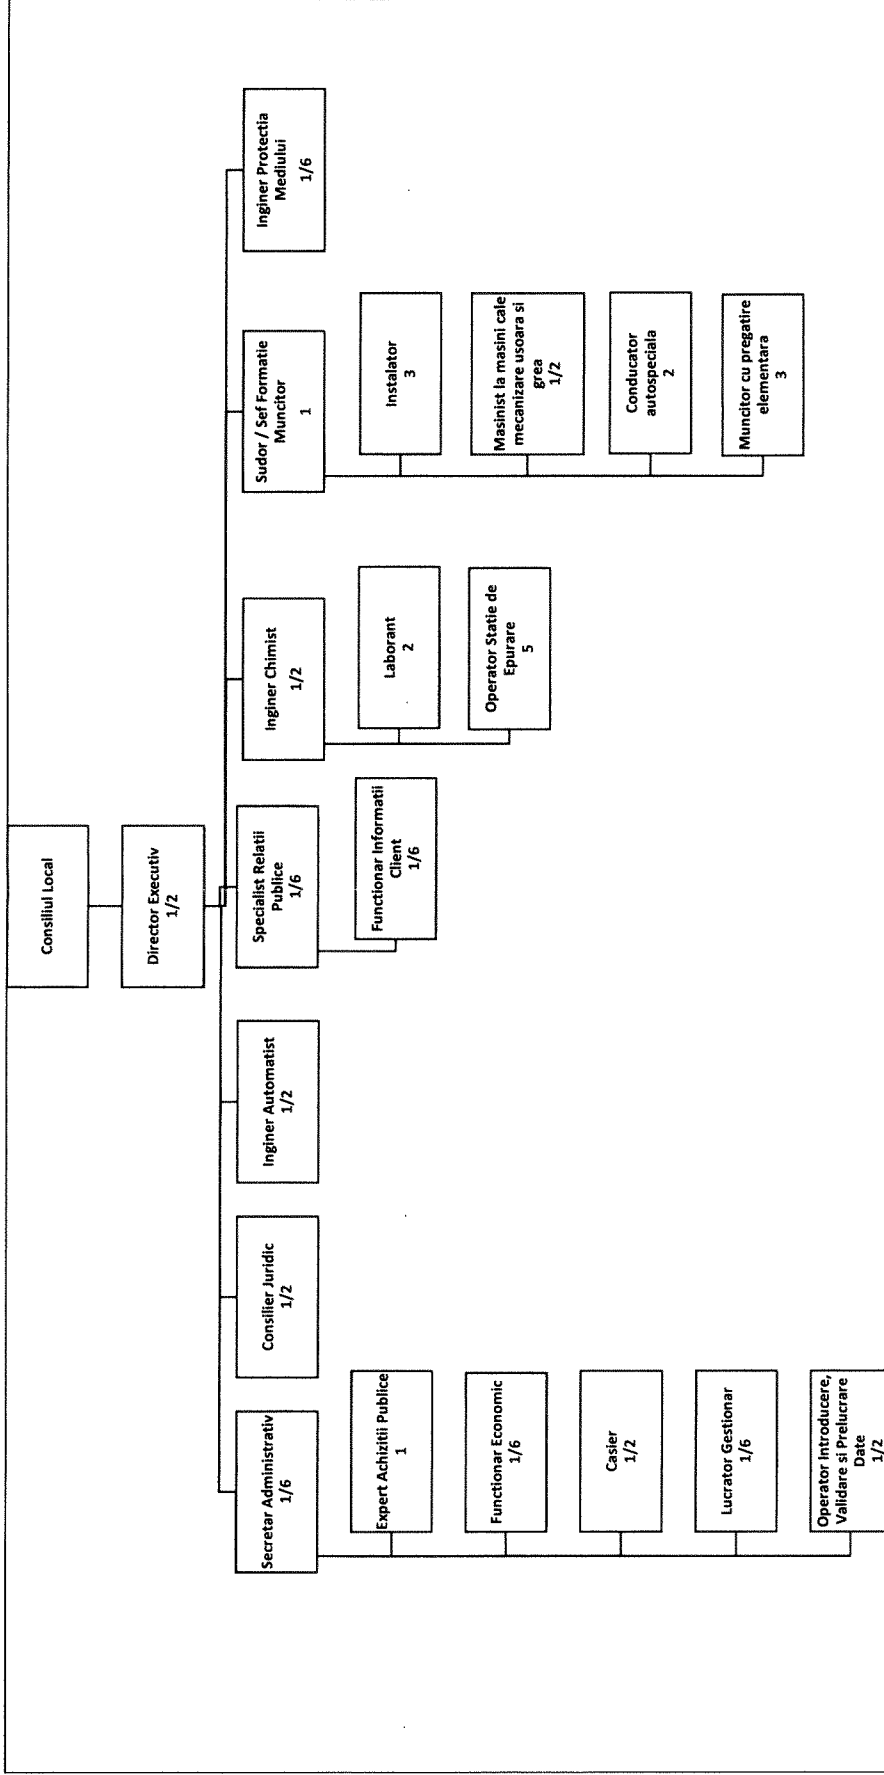 Consiliul Local
Director Executiv
1/2
Secretar Administrativ
1/6
Expert Achizitii Publice
1
Functionar Economic
1/6
Casier
1/2
Lucrator Gestionar
1/6
Operator Introducere,
Validare si Prelucrare
Date
1/2
Consilier Juridic
1/2
Inginer Automatist
1/2
Specialist Relatii
Publice
1/6
Functionar Informatii
Client
1/6
Inginer Chimist
1/2
Laborant
2
Operator Statie de
Epurare
5
Sudor / Sef Formatie
Muncitor
1
Instalator
3
Masinist la masini cale
mecanizare usoara si
grea
1/2
Conducator
autospeciala
2
Muncitor cu pregatire
elementara
3
Inginer Protectia
Mediului
1/6